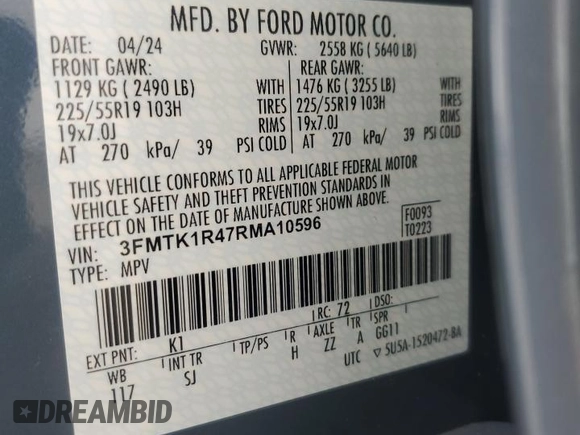 MFD. BY FORD MOTOR CO.
DATE: 04/24 GVWR: 2558 KG ( 5640 LB)
FRONT GAWR: REAR GAWR:
1129 KG ( 2490 LB) WITH 1476 KG ( 3255 LB) WITH
225/55R19 103H TIRES 225/55R19 103H TIRES
19x7.0J RIMS 19x7.0J RIMS
AT 270 kPa/ 39 PSI COLD AT 270 kPa/ 39 PSI COLD
THIS VEHICLE CONFORMS TO ALL APPLICABLE FEDERAL MOTOR
VEHICLE SAFETY AND THEFT PREVENTION STANDARDS IN
EFFECT ON THE DATE OF MANUFACTURE SHOWN ABOVE.
VIN: 3FMTK1R47RMA10596 F0093
TYPE: MPV T0223
EXT PNT: K1 RC: 72 DSO:
WB INT TR TP/PS R AXLE TR SPR
117 SJ H ZZ A GG11
UTC 5U5A-1520472-BA
DREAMBID